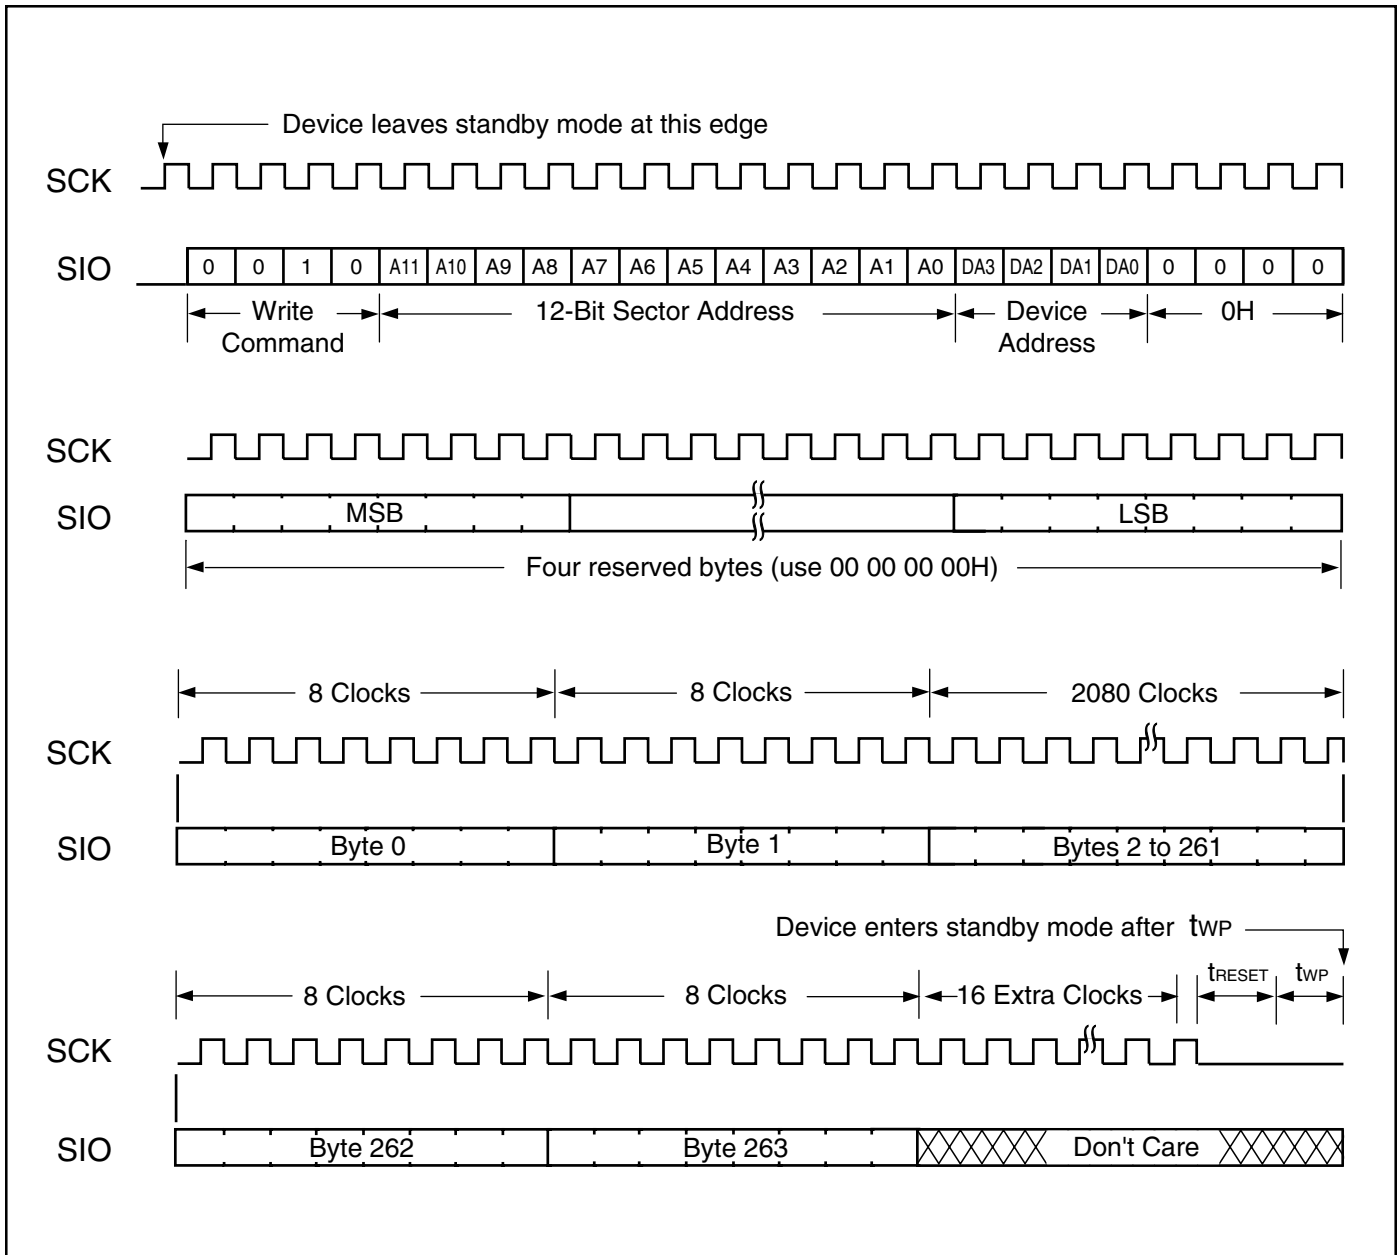 Device leaves standby mode at this edge
SCK
SIO 0 0 1 0 A11 A10 A9 A8 A7 A6 A5 A4 A3 A2 A1 A0 DA3 DA2 DA1 DA0 0 0 0 0
Write Command 12-Bit Sector Address Device Address 0H
SCK
SIO MSB LSB
Four reserved bytes (use 00 00 00 00H)
8 Clocks 8 Clocks 2080 Clocks
SCK
SIO Byte 0 Byte 1 Bytes 2 to 261
Device enters standby mode after tWP
8 Clocks 8 Clocks 16 Extra Clocks tRESET tWP
SCK
SIO Byte 262 Byte 263 Don't Care